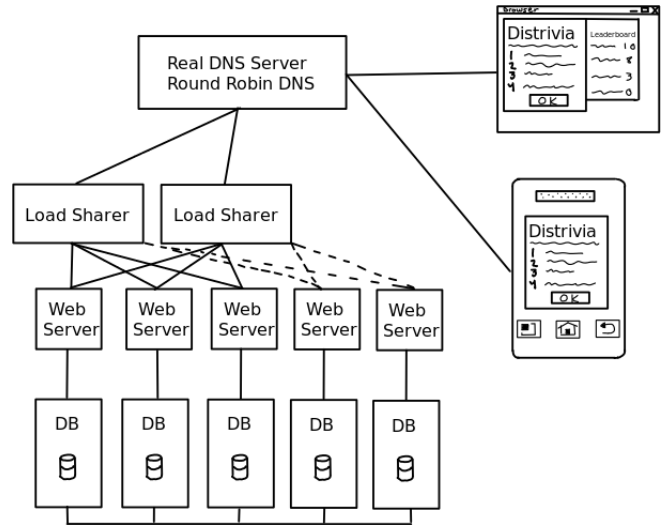 Browser
Distrivia
Leaderboard
1
2
3
4
10
8
3
0
OK
Real DNS Server
Round Robin DNS
Load Sharer
Load Sharer
Distrivia
1
2
3
4
OK
Web
Server
Web
Server
Web
Server
Web
Server
Web
Server
DB
DB
DB
DB
DB